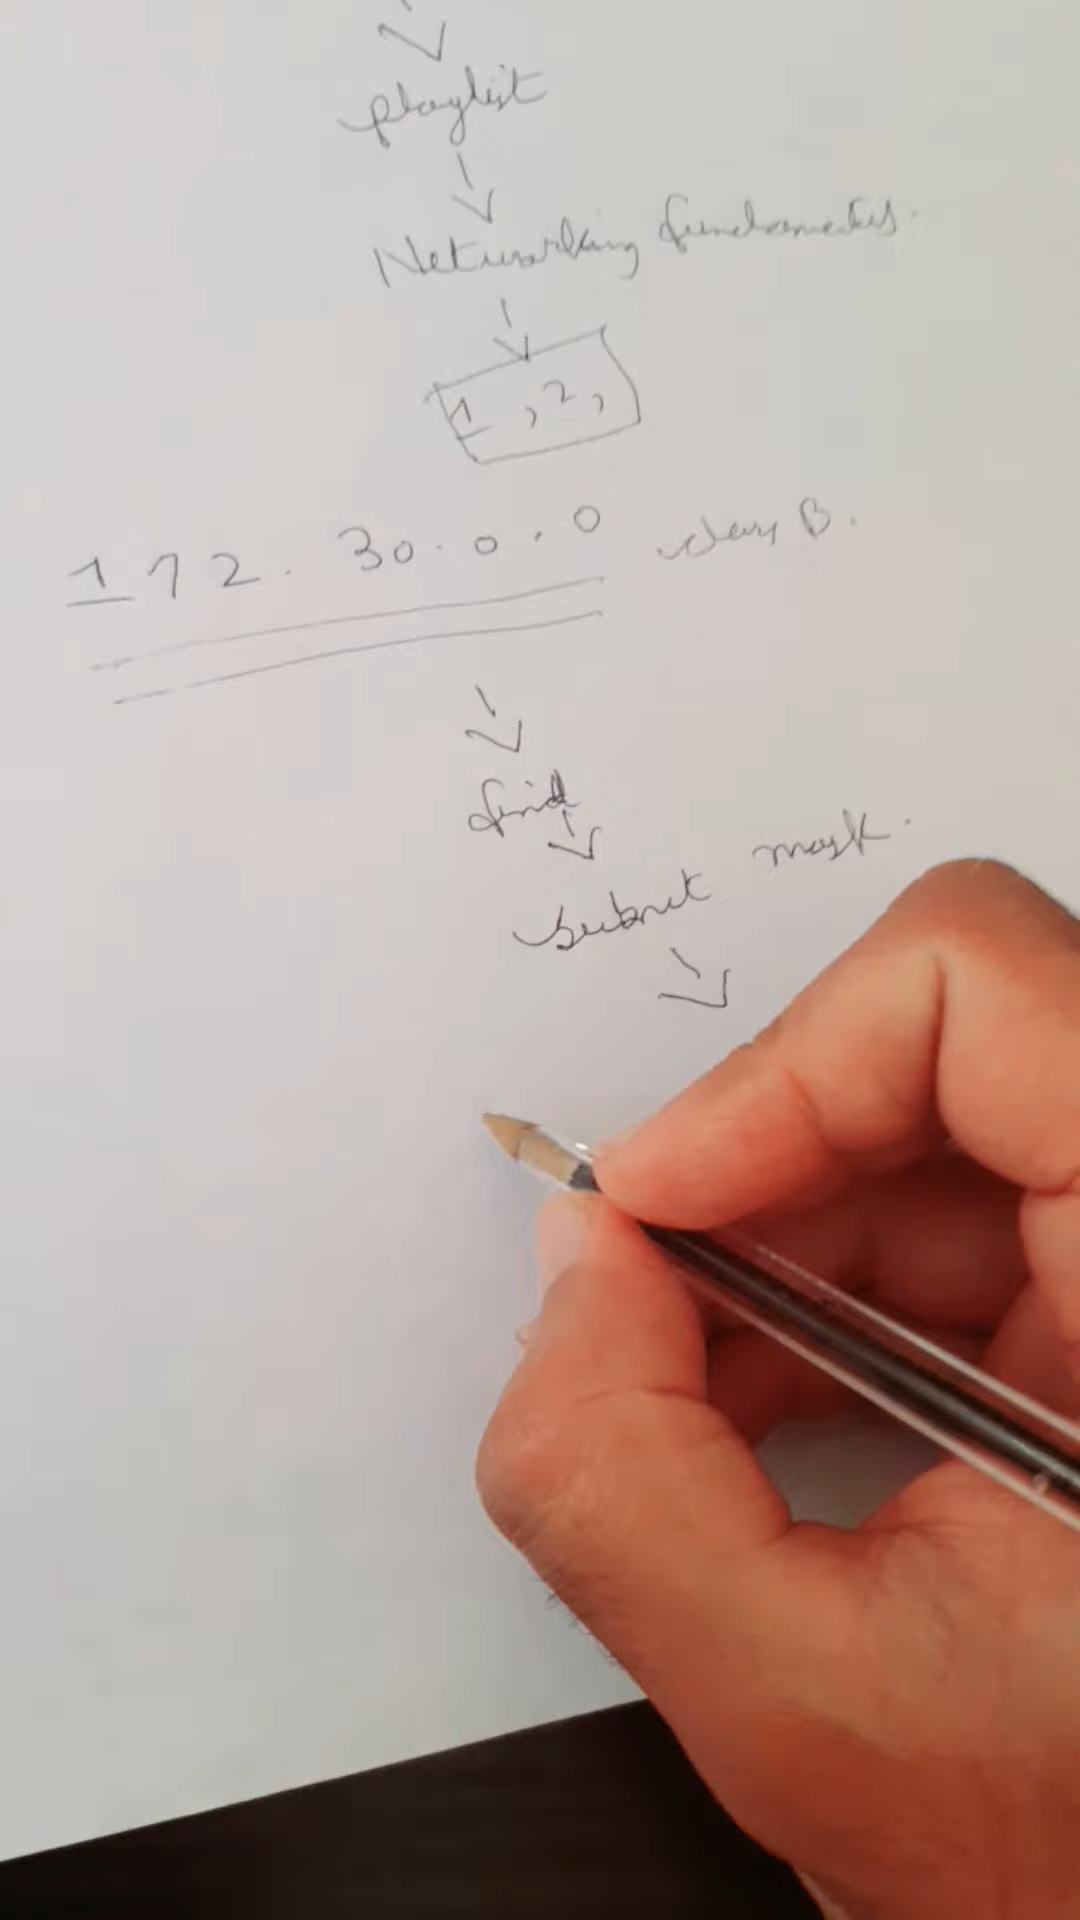 playlist
Networking fundamentals.
1, 2,
172.30.0.0 class B.
find
subnet mask.